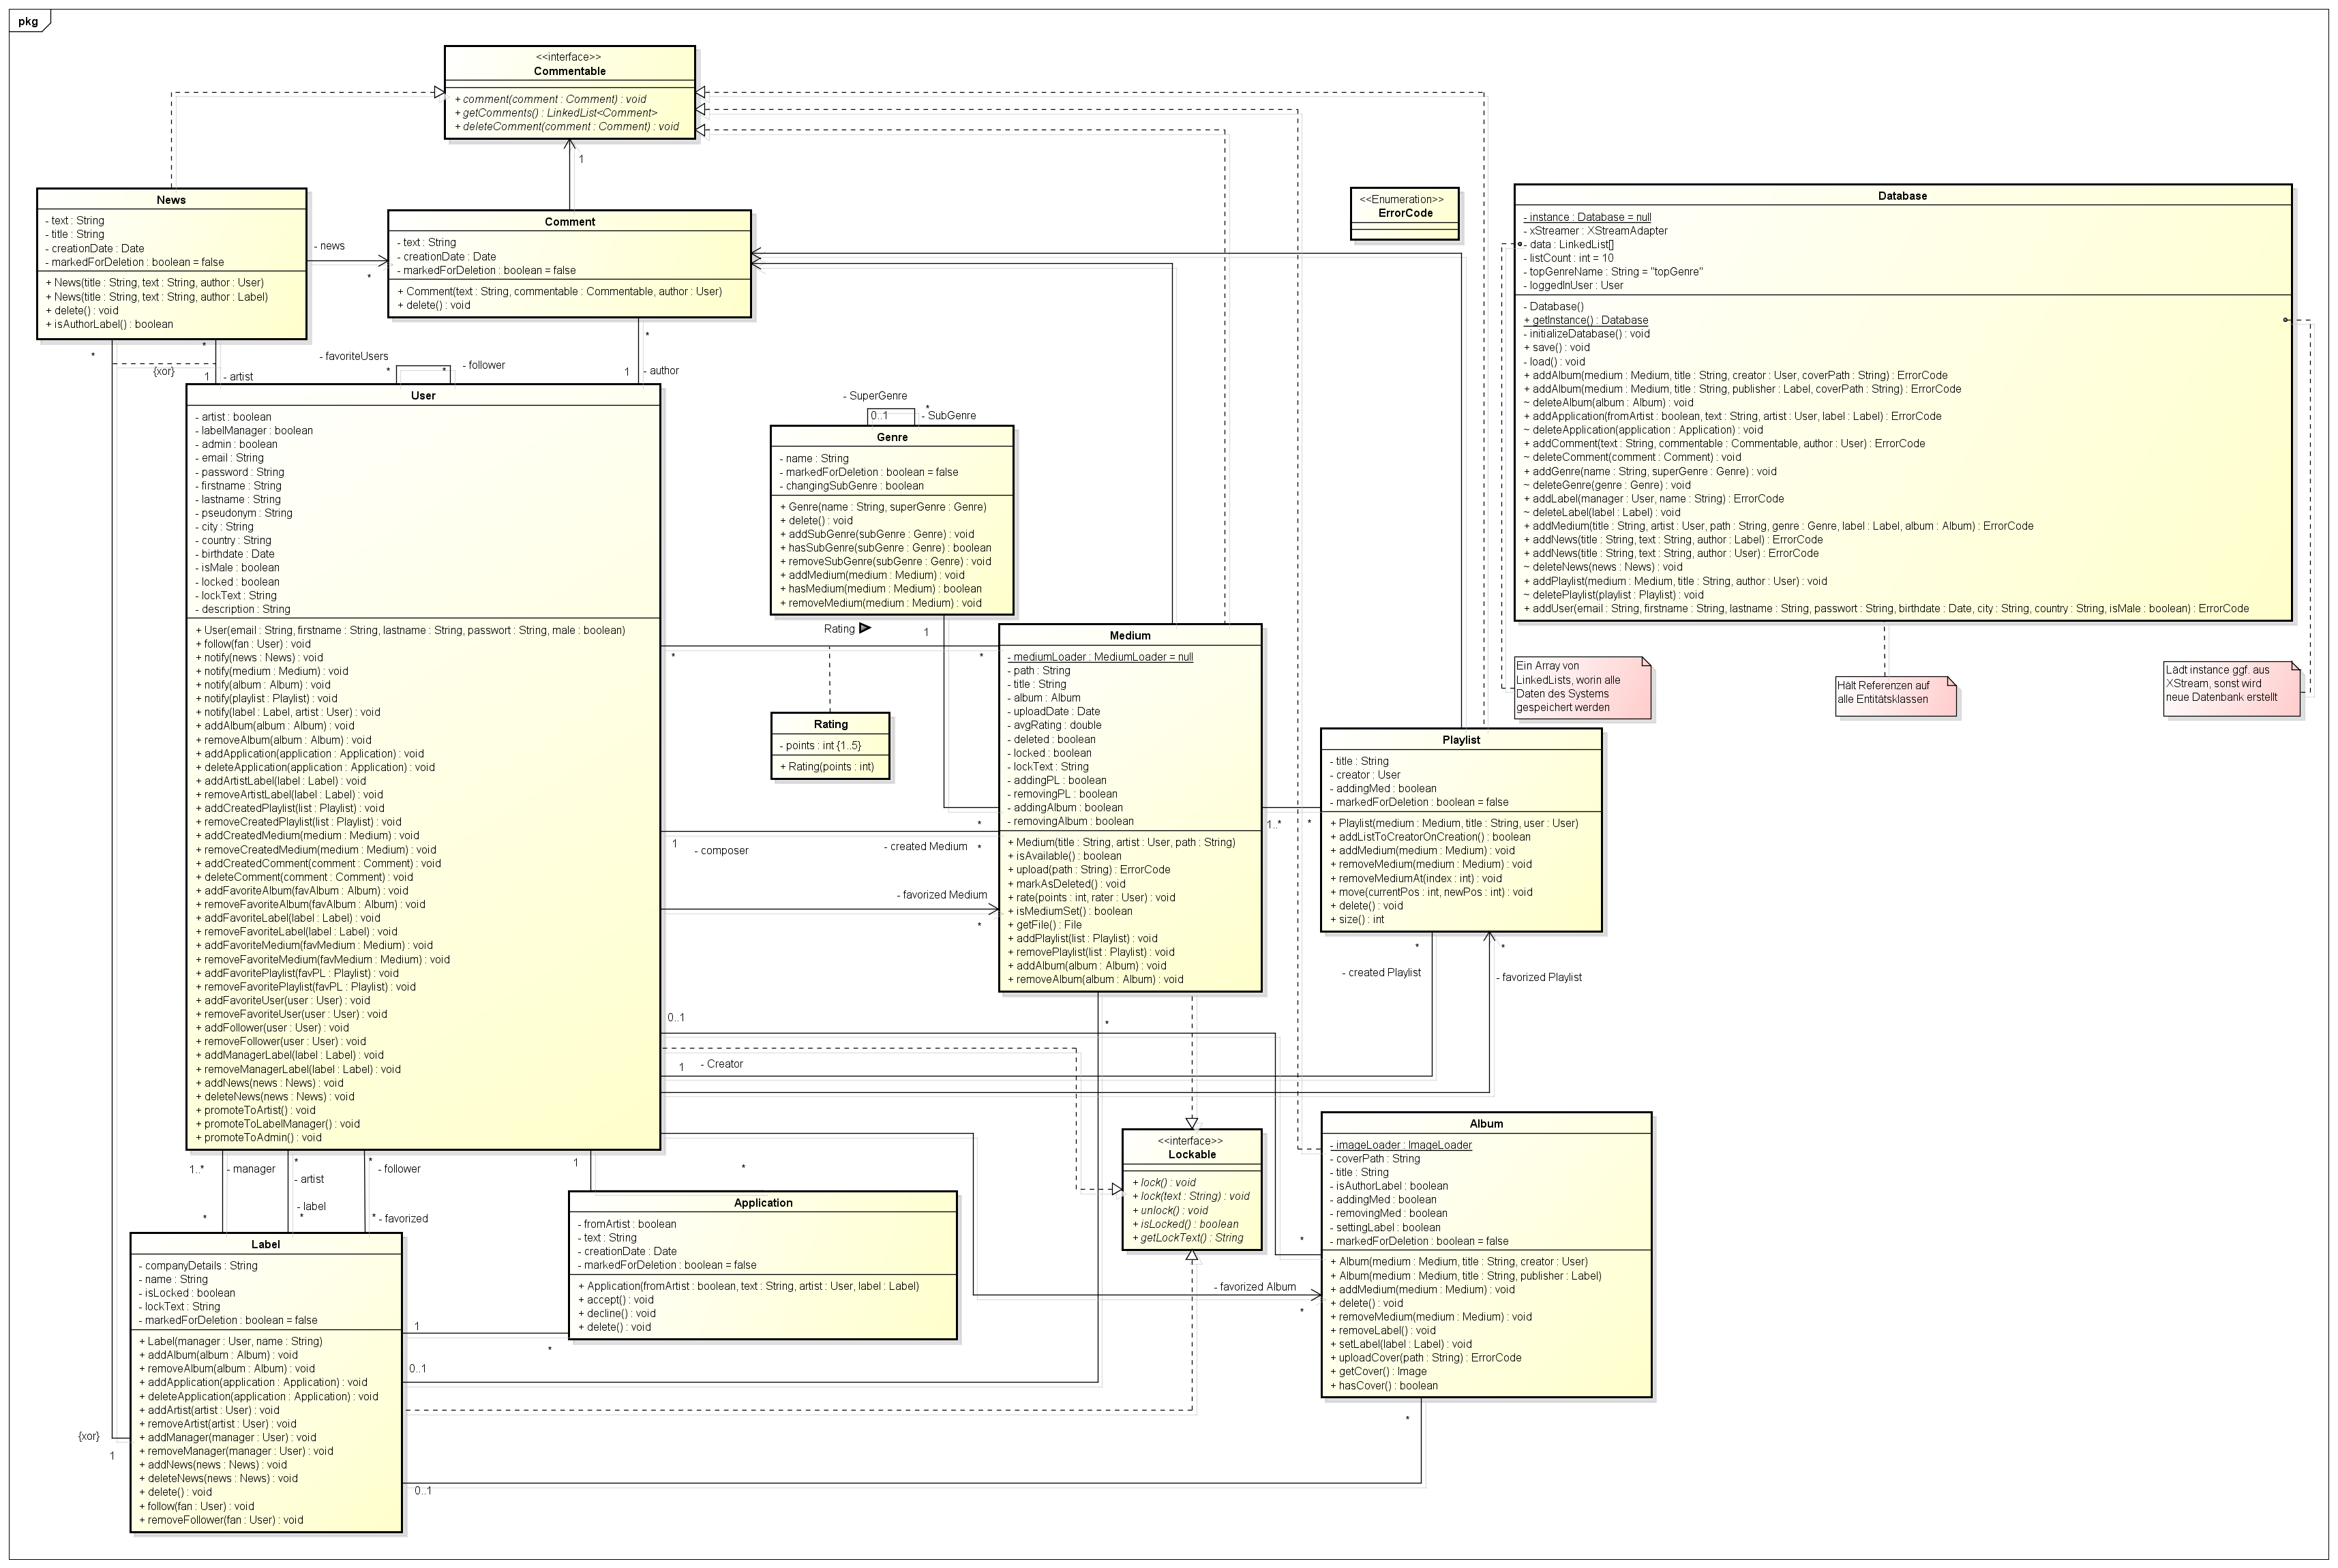 pkg
<<interface>>
Commentable
+ comment(comment : Comment) : void
+ getComments() : LinkedList<Comment>
+ deleteComment(comment : Comment) : void
1
News
- text : String
- title : String
- creationDate : Date
- markedForDeletion : boolean = false
+ News(title : String, text : String, author : User)
+ News(title : String, text : String, author : Label)
+ delete() : void
+ isAuthorLabel() : boolean
- news
*
Comment
- text : String
- creationDate : Date
- markedForDeletion : boolean = false
+ Comment(text : String, commentable : Commentable, author : User)
+ delete() : void
<<Enumeration>>
ErrorCode
Database
- instance : Database = null
- xStreamer : XStreamAdapter
- data : LinkedList[]
- listCount : int = 10
- topGenreName : String = "topGenre"
- loggedInUser : User
- Database()
+ getInstance() : Database
- initializeDatabase() : void
+ save() : void
- load() : void
+ addAlbum(medium : Medium, title : String, creator : User, coverPath : String) : ErrorCode
+ addAlbum(medium : Medium, title : String, publisher : Label, coverPath : String) : ErrorCode
~ deleteAlbum(album : Album) : void
+ addApplication(fromArtist : boolean, text : String, artist : User, label : Label) : ErrorCode
~ deleteApplication(application : Application) : void
+ addComment(text : String, commentable : Commentable, author : User) : ErrorCode
~ deleteComment(comment : Comment) : void
+ addGenre(name : String, superGenre : Genre) : void
~ deleteGenre(genre : Genre) : void
+ addLabel(manager : User, name : String) : ErrorCode
~ deleteLabel(label : Label) : void
+ addMedium(title : String, artist : User, path : String, genre : Genre, label : Label, album : Album) : ErrorCode
+ addNews(title : String, text : String, author : Label) : ErrorCode
+ addNews(title : String, text : String, author : User) : ErrorCode
~ deleteNews(news : News) : void
+ addPlaylist(medium : Medium, title : String, author : User) : void
~ deletePlaylist(playlist : Playlist) : void
+ addUser(email : String, firstname : String, lastname : String, passwort : String, birthdate : Date, city : String, country : String, isMale : boolean) : ErrorCode
Ein Array von
LinkedLists, worin alle
Daten des Systems
gespeichert werden
Hält Referenzen auf
alle Entitätsklassen
Lädt instance ggf. aus
XStream, sonst wird
neue Datenbank erstellt
*
*
{xor}
1
- artist
- favoriteUsers
*
*
- follower
*
1
- author
User
- artist : boolean
- labelManager : boolean
- admin : boolean
- email : String
- password : String
- firstname : String
- lastname : String
- pseudonym : String
- city : String
- country : String
- birthdate : Date
- isMale : boolean
- locked : boolean
- lockText : String
- description : String
+ User(email : String, firstname : String, lastname : String, passwort : String, male : boolean)
+ follow(fan : User) : void
+ notify(news : News) : void
+ notify(medium : Medium) : void
+ notify(album : Album) : void
+ notify(playlist : Playlist) : void
+ notify(label : Label, artist : User) : void
+ addAlbum(album : Album) : void
+ removeAlbum(album : Album) : void
+ addApplication(application : Application) : void
+ deleteApplication(application : Application) : void
+ addArtistLabel(label : Label) : void
+ removeArtistLabel(label : Label) : void
+ addCreatedPlaylist(list : Playlist) : void
+ removeCreatedPlaylist(list : Playlist) : void
+ addCreatedMedium(medium : Medium) : void
+ removeCreatedMedium(medium : Medium) : void
+ addCreatedComment(comment : Comment) : void
+ deleteComment(comment : Comment) : void
+ addFavoriteAlbum(favAlbum : Album) : void
+ removeFavoriteAlbum(favAlbum : Album) : void
+ addFavoriteLabel(label : Label) : void
+ removeFavoriteLabel(label : Label) : void
+ addFavoriteMedium(favMedium : Medium) : void
+ removeFavoriteMedium(favMedium : Medium) : void
+ addFavoritePlaylist(favPL : Playlist) : void
+ removeFavoritePlaylist(favPL : Playlist) : void
+ addFavoriteUser(user : User) : void
+ removeFavoriteUser(user : User) : void
+ addFollower(user : User) : void
+ removeFollower(user : User) : void
+ addManagerLabel(label : Label) : void
+ removeManagerLabel(label : Label) : void
+ addNews(news : News) : void
+ deleteNews(news : News) : void
+ promoteToArtist() : void
+ promoteToLabelManager() : void
+ promoteToAdmin() : void
- SuperGenre
0..1
*
- SubGenre
Genre
- name : String
- markedForDeletion : boolean = false
- changingSubGenre : boolean
+ Genre(name : String, superGenre : Genre)
+ delete() : void
+ addSubGenre(subGenre : Genre) : void
+ hasSubGenre(subGenre : Genre) : boolean
+ removeSubGenre(subGenre : Genre) : void
+ addMedium(medium : Medium) : void
+ hasMedium(medium : Medium) : boolean
+ removeMedium(medium : Medium) : void
Rating
1
*
*
Rating
- points : int {1..5}
+ Rating(points : int)
Medium
- mediumLoader : MediumLoader = null
- path : String
- title : String
- album : Album
- uploadDate : Date
- avgRating : double
- deleted : boolean
- locked : boolean
- lockText : String
- addingPL : boolean
- removingPL : boolean
- addingAlbum : boolean
- removingAlbum : boolean
+ Medium(title : String, artist : User, path : String)
+ isAvailable() : boolean
+ upload(path : String) : ErrorCode
+ markAsDeleted() : void
+ rate(points : int, rater : User) : void
+ isMediumSet() : boolean
+ getFile() : File
+ addPlaylist(list : Playlist) : void
+ removePlaylist(list : Playlist) : void
+ addAlbum(album : Album) : void
+ removeAlbum(album : Album) : void
*
1
- composer
- created Medium
*
- favorized Medium
*
1..*
*
Playlist
- title : String
- creator : User
- addingMed : boolean
- markedForDeletion : boolean = false
+ Playlist(medium : Medium, title : String, user : User)
+ addListToCreatorOnCreation() : boolean
+ addMedium(medium : Medium) : void
+ removeMedium(medium : Medium) : void
+ removeMediumAt(index : int) : void
+ move(currentPos : int, newPos : int) : void
+ delete() : void
+ size() : int
*
- created Playlist
*
- favorized Playlist
0..1
*
1
- Creator
<<interface>>
Lockable
+ lock() : void
+ lock(text : String) : void
+ unlock() : void
+ isLocked() : boolean
+ getLockText() : String
Album
- imageLoader : ImageLoader
- coverPath : String
- title : String
- isAuthorLabel : boolean
- addingMed : boolean
- removingMed : boolean
- settingLabel : boolean
- markedForDeletion : boolean = false
+ Album(medium : Medium, title : String, creator : User)
+ Album(medium : Medium, title : String, publisher : Label)
+ addMedium(medium : Medium) : void
+ delete() : void
+ removeMedium(medium : Medium) : void
+ removeLabel() : void
+ setLabel(label : Label) : void
+ uploadCover(path : String) : ErrorCode
+ getCover() : Image
+ hasCover() : boolean
*
- favorized Album
*
*
1..*
- manager
*
- artist
*
- follower
1
*
*
- label
*
* - favorized
Application
- fromArtist : boolean
- text : String
- creationDate : Date
- markedForDeletion : boolean = false
+ Application(fromArtist : boolean, text : String, artist : User, label : Label)
+ accept() : void
+ decline() : void
+ delete() : void
Label
- companyDetails : String
- name : String
- isLocked : boolean
- lockText : String
- markedForDeletion : boolean = false
+ Label(manager : User, name : String)
+ addAlbum(album : Album) : void
+ removeAlbum(album : Album) : void
+ addApplication(application : Application) : void
+ deleteApplication(application : Application) : void
+ addArtist(artist : User) : void
+ removeArtist(artist : User) : void
+ addManager(manager : User) : void
+ removeManager(manager : User) : void
+ addNews(news : News) : void
+ deleteNews(news : News) : void
+ delete() : void
+ follow(fan : User) : void
+ removeFollower(fan : User) : void
1
*
0..1
{xor}
1
0..1